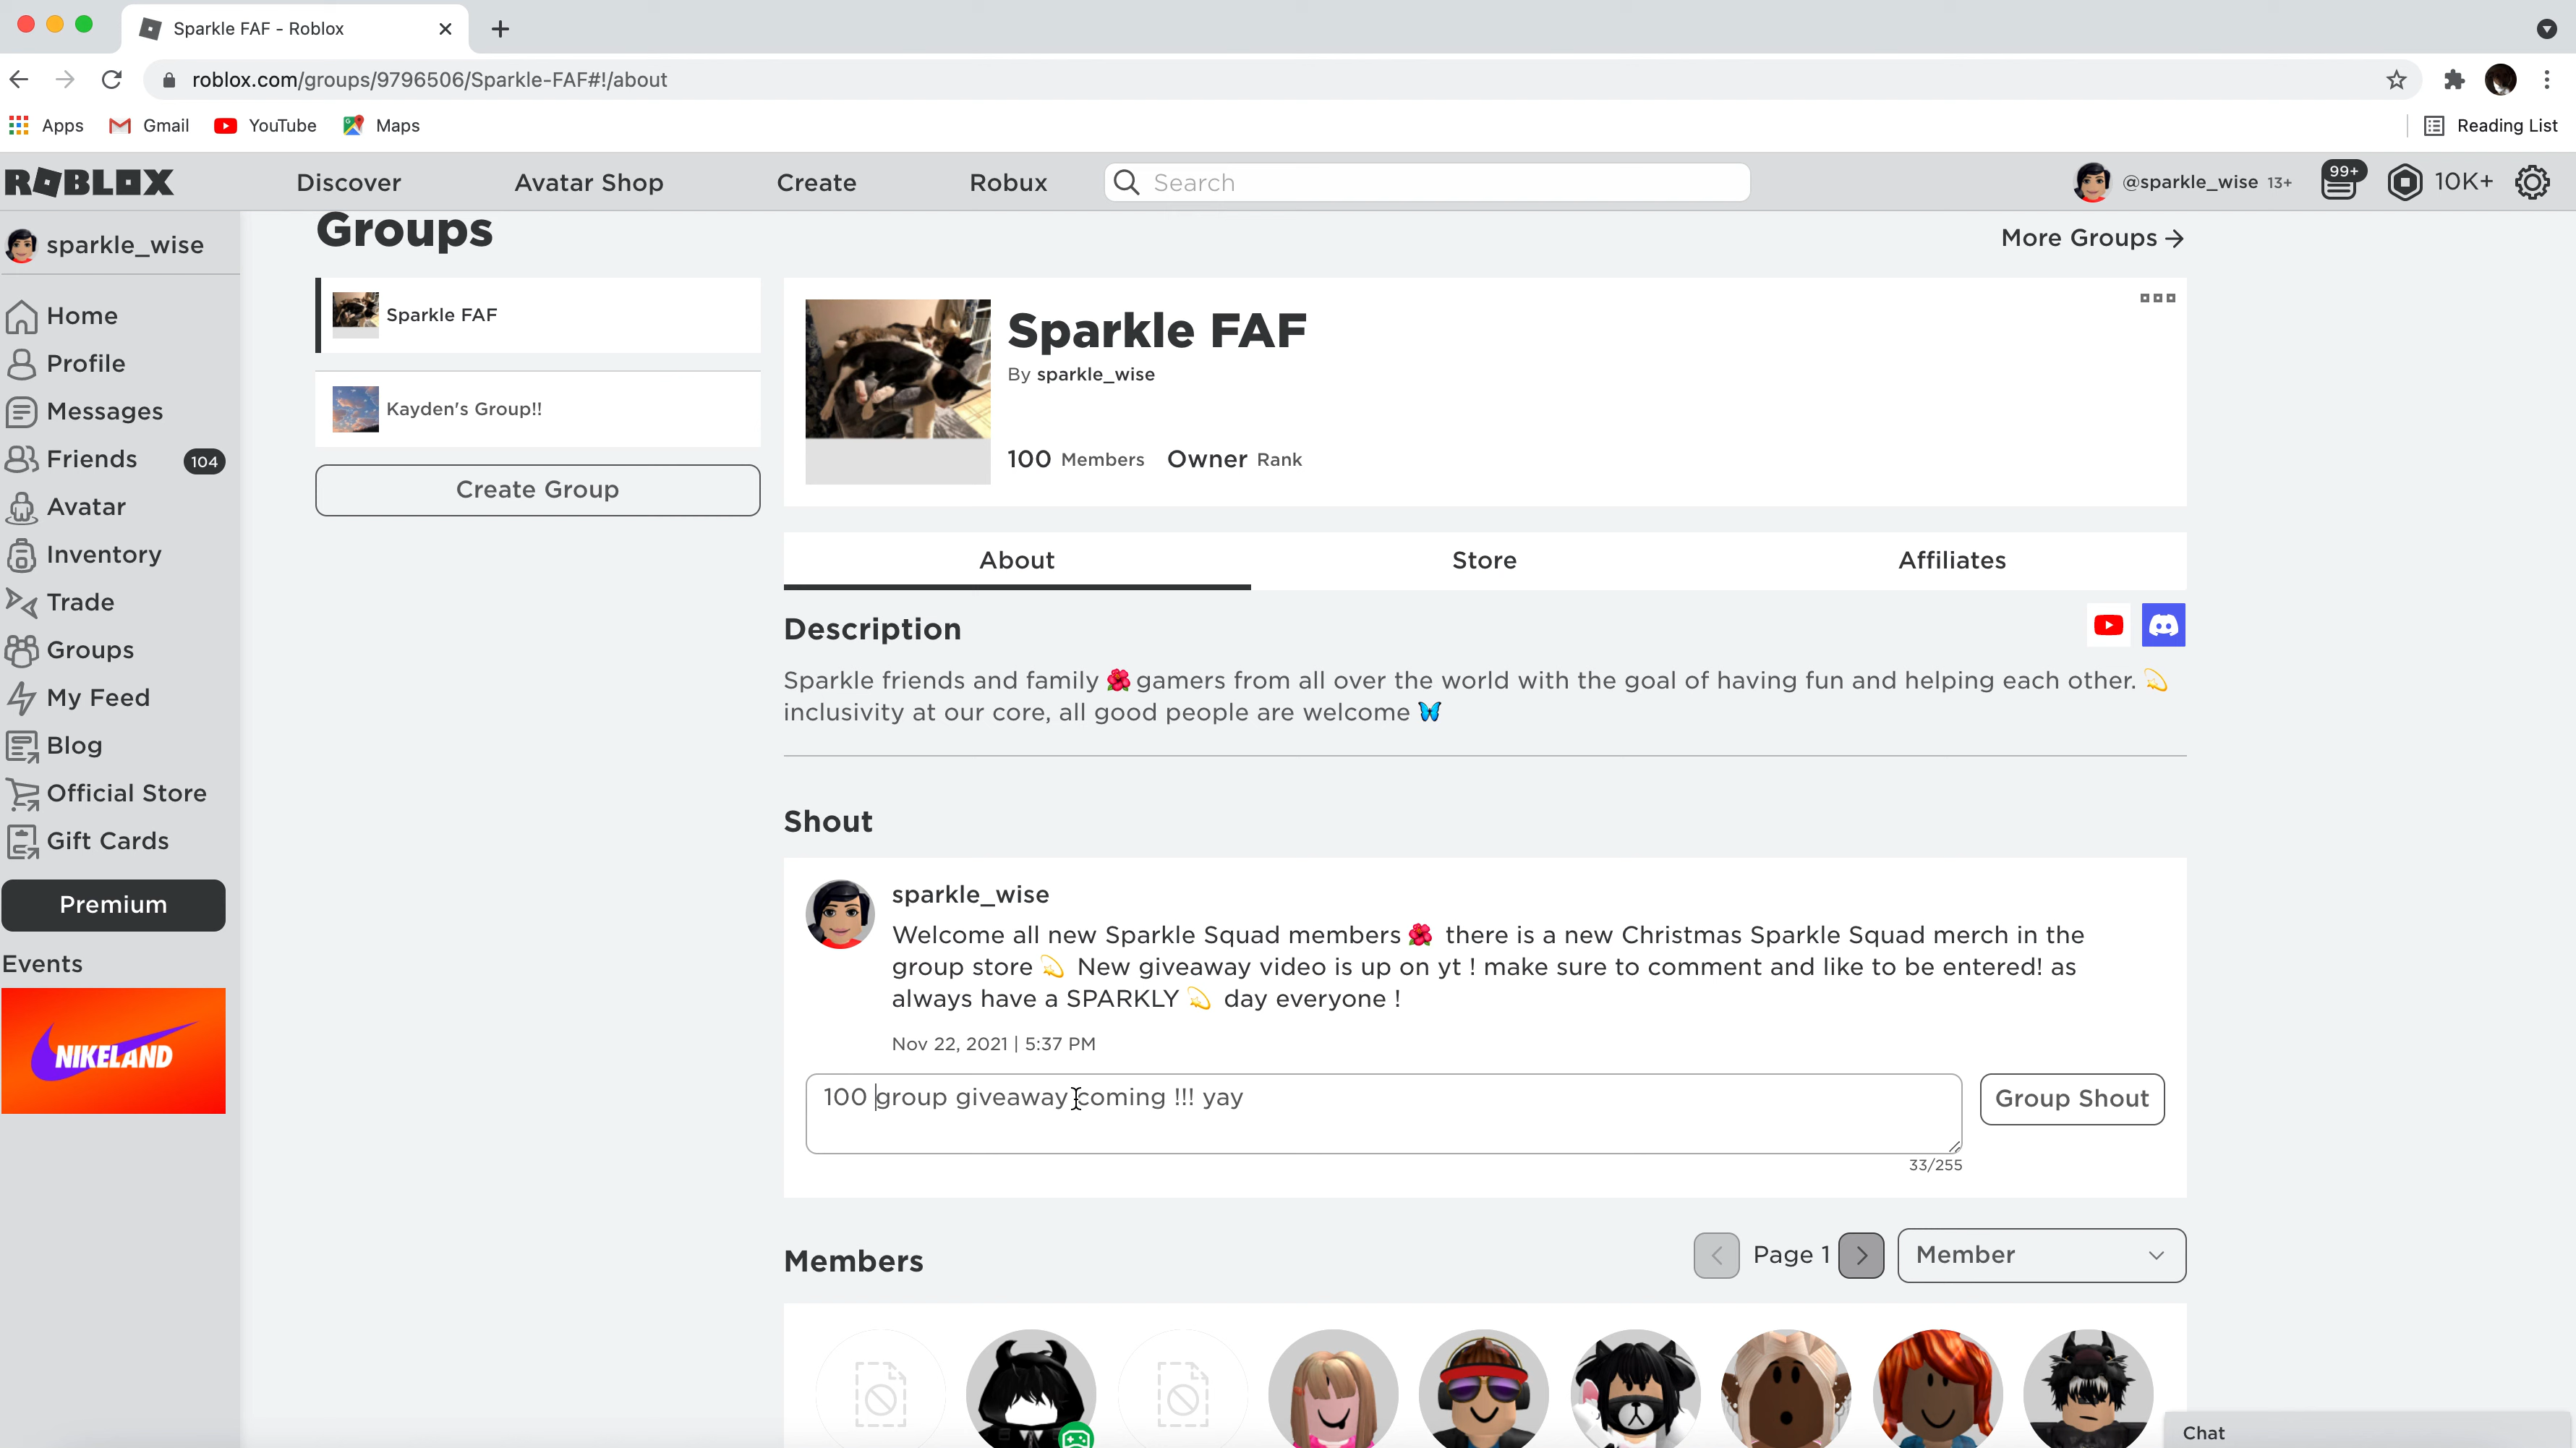 Sparkle FAF - Roblox
roblox.com/groups/9796506/Sparkle-FAF#!/about
Apps Gmail YouTube Maps Reading List
ROBLOX Discover Avatar Shop Create Robux Search @sparkle_wise 13+ 99+ 10K+
sparkle_wise
Home
Profile
Messages
Friends 104
Avatar
Inventory
Trade
Groups
My Feed
Blog
Official Store
Gift Cards
Premium
Events
NIKELAND
Groups
More Groups
Sparkle FAF
Kayden's Group!!
Create Group
Sparkle FAF
By sparkle_wise
100 Members Owner Rank
About Store Affiliates
Description
Sparkle friends and family 🌺 gamers from all over the world with the goal of having fun and helping each other. 💫
inclusivity at our core, all good people are welcome 🦋
Shout
sparkle_wise
Welcome all new Sparkle Squad members 🌺 there is a new Christmas Sparkle Squad merch in the
group store 💫 New giveaway video is up on yt ! make sure to comment and like to be entered! as
always have a SPARKLY 💫 day everyone !
Nov 22, 2021 | 5:37 PM
100 group giveaway coming !!! yay
Group Shout
33/255
Members
Page 1
Member
Chat